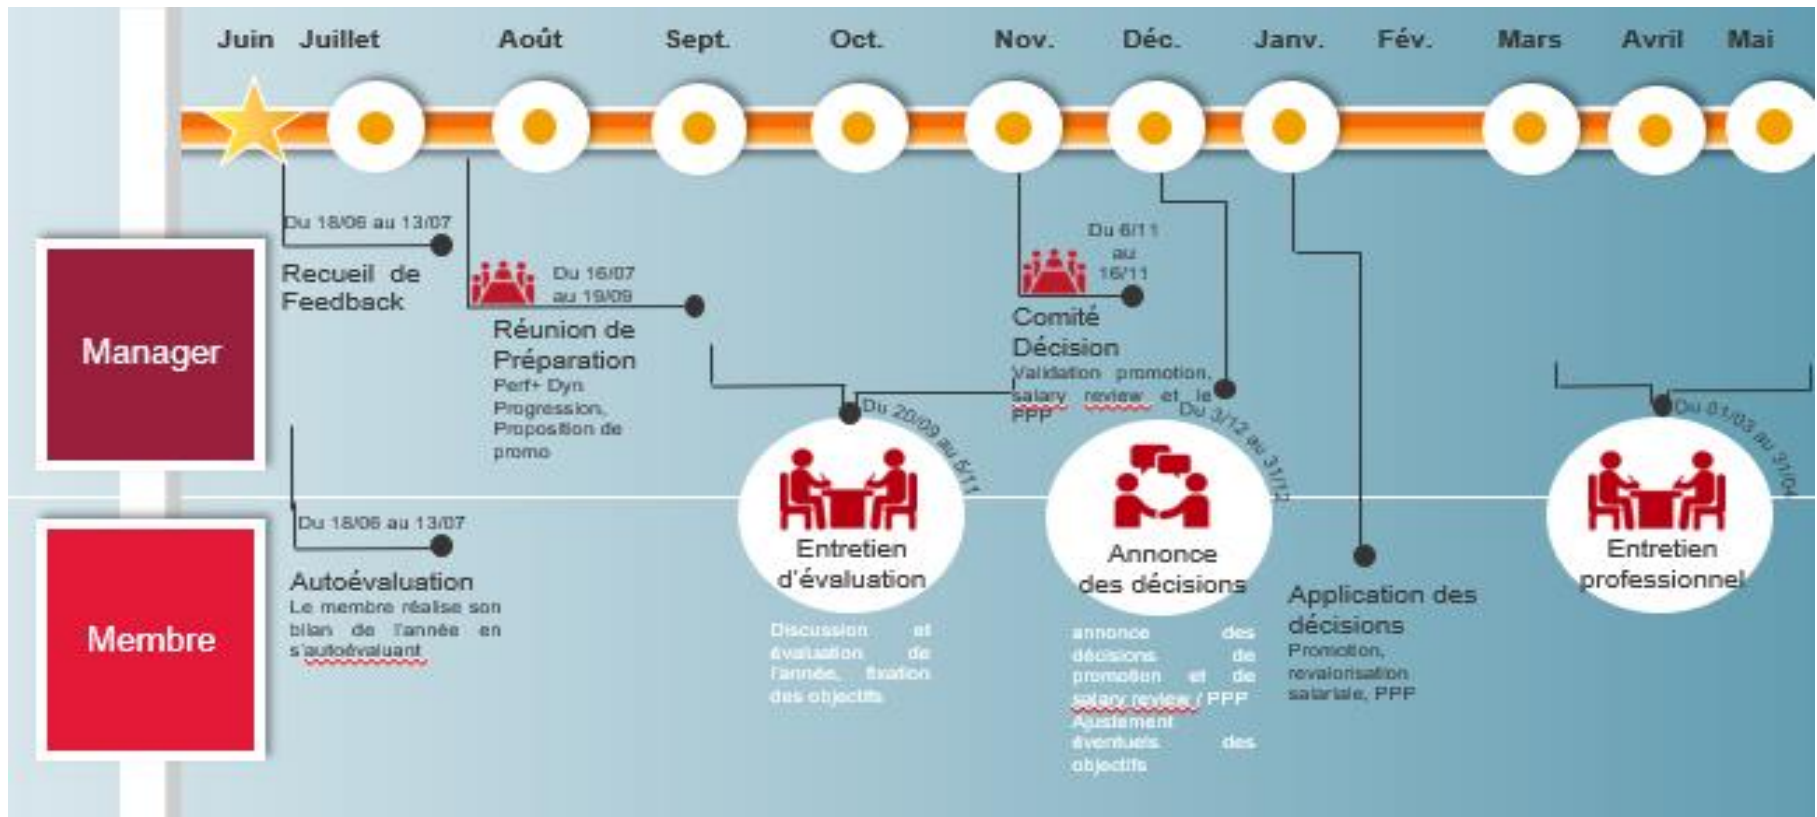 Juin Juillet Août Sept. Oct. Nov. Déc. Janv. Fév. Mars Avril Mai
Manager
Du 18/06 au 13/07
Recueil de
Feedback
Du 16/07
au 19/09
Réunion de
Préparation
Perf+ Dyn
Progression,
Proposition de
promo
Du 6/11
au
16/11
Comité
Décision
Validation promotion,
salary review et le
PPP
Du 20/09 au 5/11
Entretien
d'évaluation
Discussion et
évaluation de
l'année, fixation
des objectifs
Du 3/12 au 31/12
Annonce
des décisions
annonce des
décisions de
promotion et de
salary review / PPP
Ajustement
éventuels des
objectifs
Du 01/03 au 31/04
Entretien
professionnel
Membre
Du 18/06 au 13/07
Autoévaluation
Le membre réalise son
bilan de l'année en
s'autoévaluant
Application des
décisions
Promotion,
revalorisation
salariale, PPP